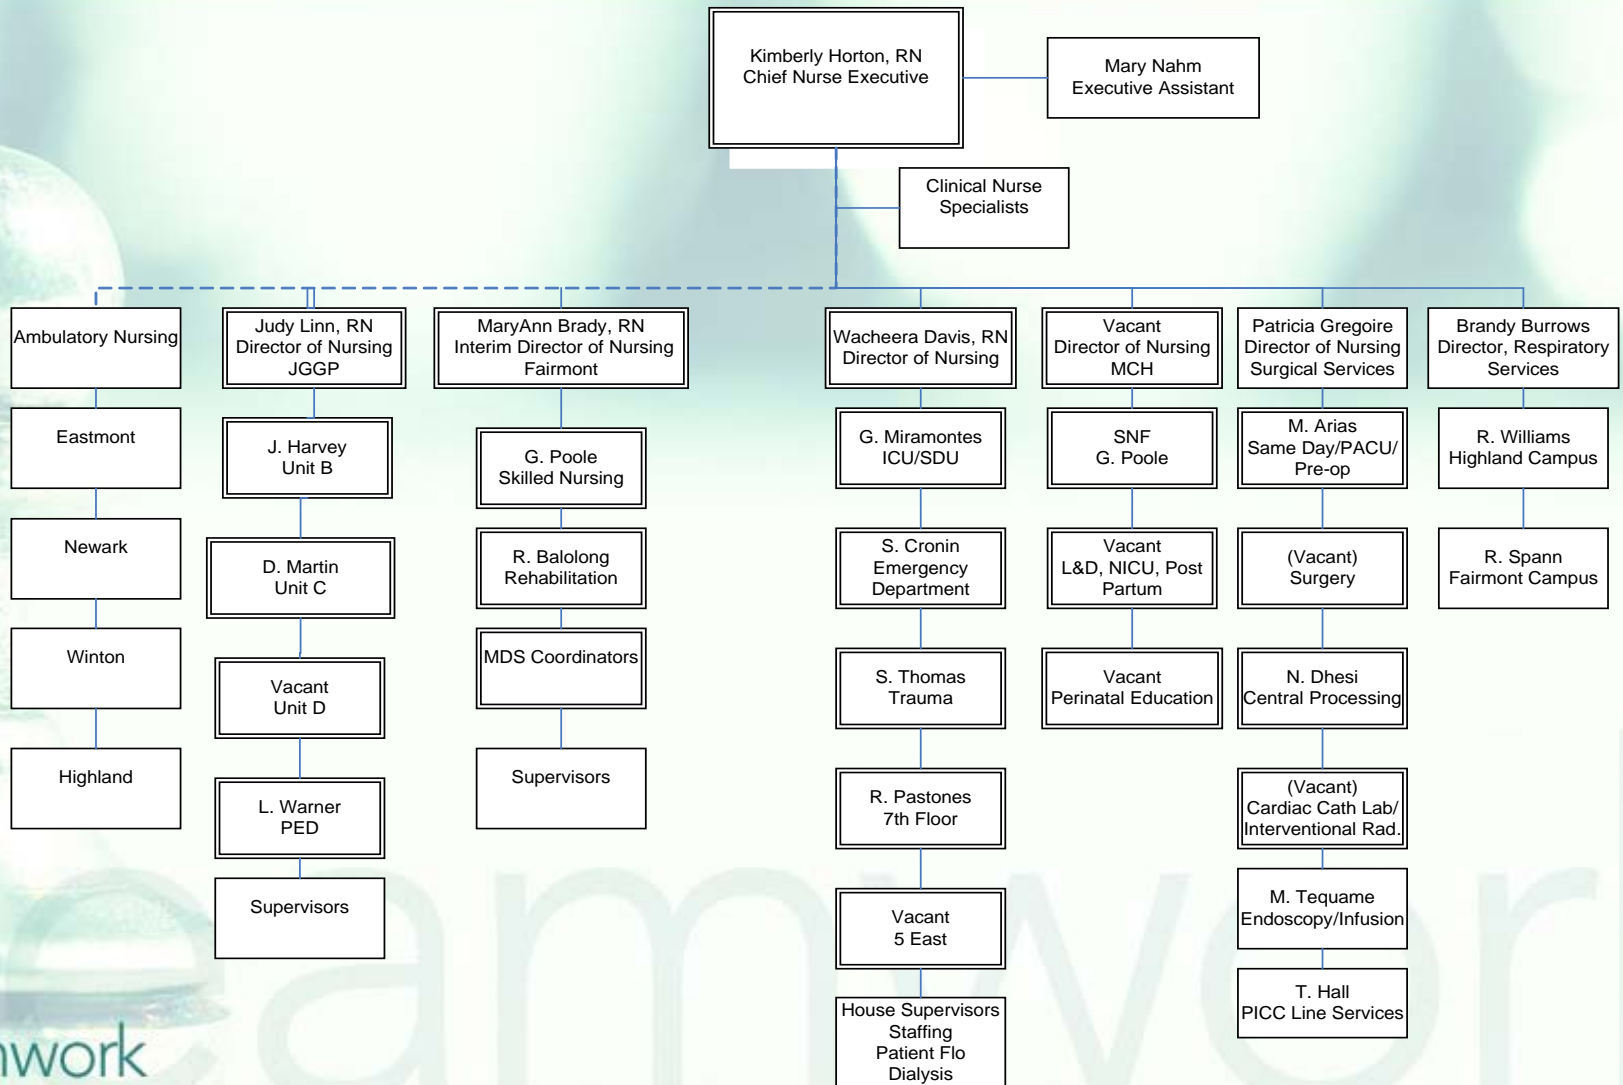 Kimberly Horton, RN
Chief Nurse Executive
Mary Nahm
Executive Assistant
Clinical Nurse
Specialists
Ambulatory Nursing
Eastmont
Newark
Winton
Highland
Judy Linn, RN
Director of Nursing
JGGP
J. Harvey
Unit B
D. Martin
Unit C
Vacant
Unit D
L. Warner
PED
Supervisors
MaryAnn Brady, RN
Interim Director of Nursing
Fairmont
G. Poole
Skilled Nursing
R. Balolong
Rehabilitation
MDS Coordinators
Supervisors
Wacheera Davis, RN
Director of Nursing
G. Miramontes
ICU/SDU
S. Cronin
Emergency
Department
S. Thomas
Trauma
R. Pastones
7th Floor
Vacant
5 East
House Supervisors
Staffing
Patient Flo
Dialysis
Vacant
Director of Nursing
MCH
SNF
G. Poole
Vacant
L&D, NICU, Post
Partum
Vacant
Perinatal Education
Patricia Gregoire
Director of Nursing
Surgical Services
M. Arias
Same Day/PACU/
Pre-op
(Vacant)
Surgery
N. Dhesi
Central Processing
(Vacant)
Cardiac Cath Lab/
Interventional Rad.
M. Tequame
Endoscopy/Infusion
T. Hall
PICC Line Services
Brandy Burrows
Director, Respiratory
Services
R. Williams
Highland Campus
R. Spann
Fairmont Campus
eamwor
nwork